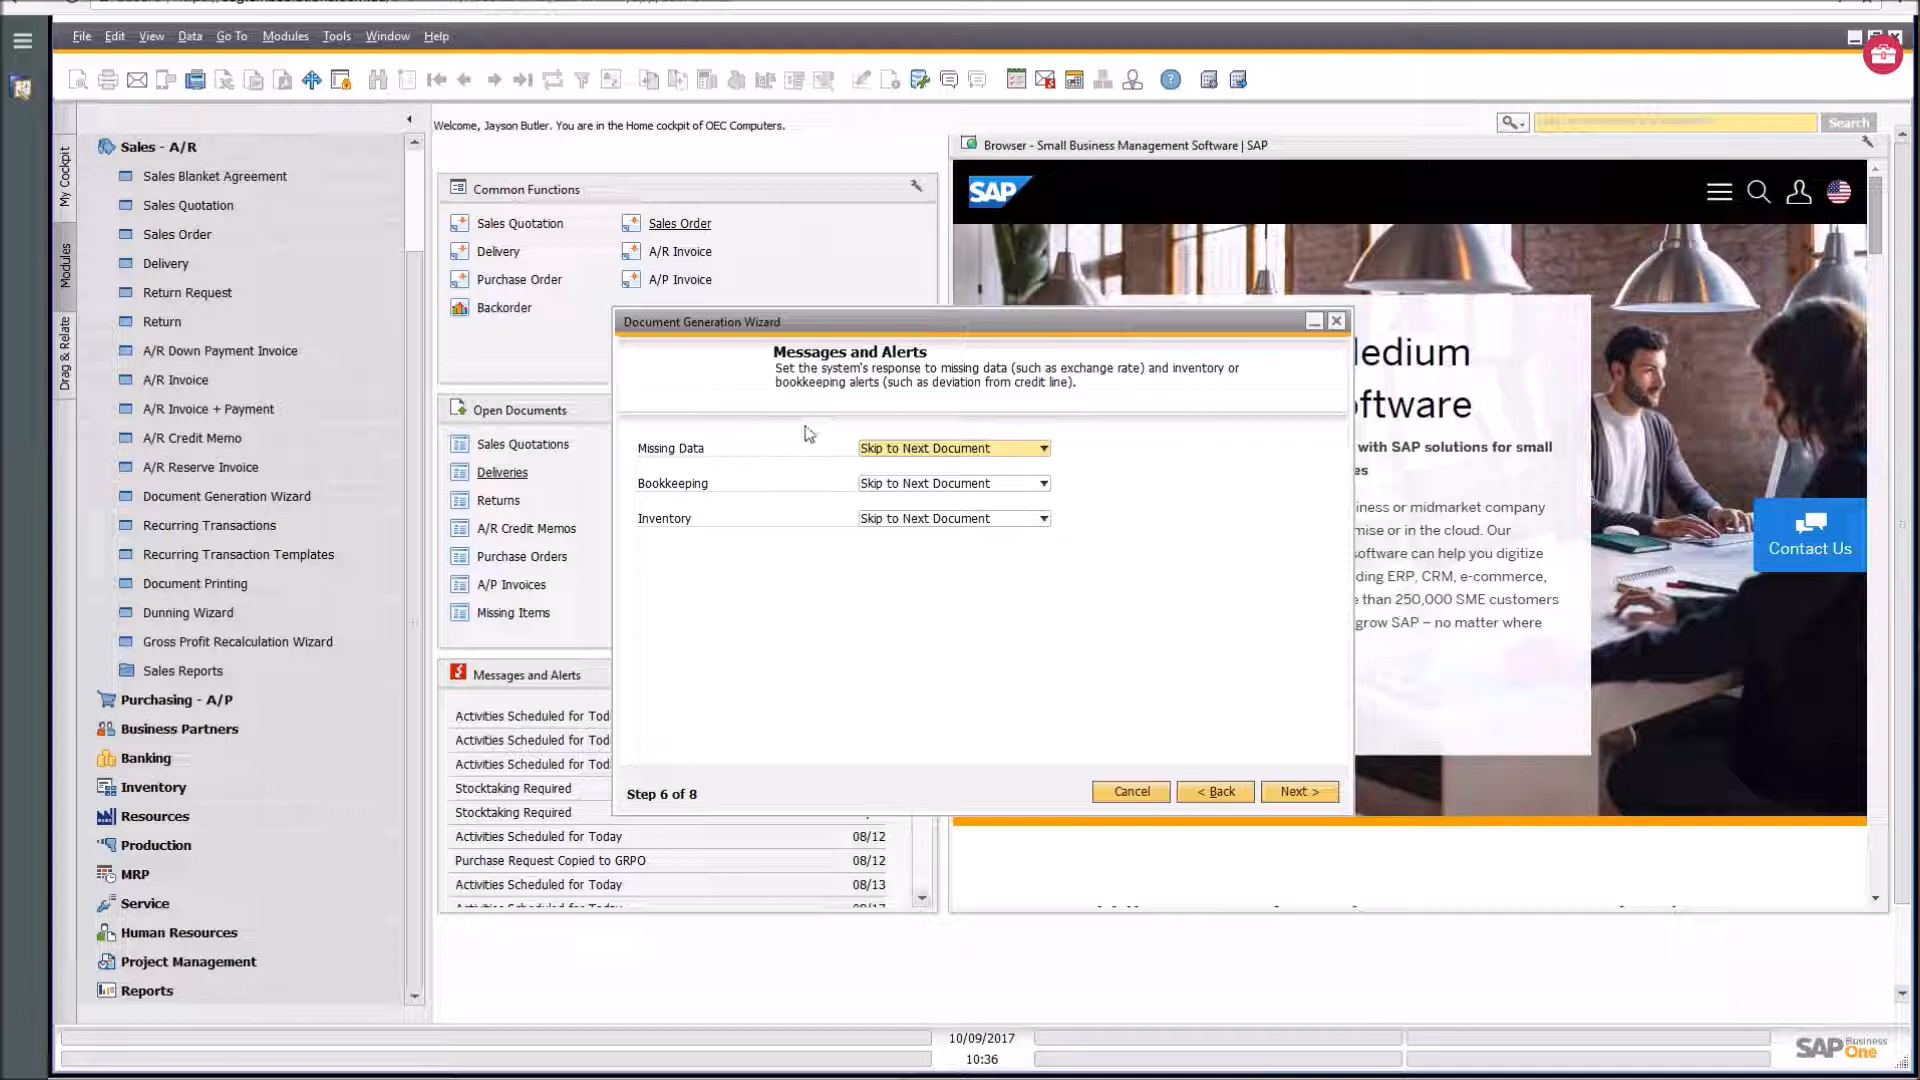 File Edit View Data Go To Modules Tools Window Help
Welcome, Jayson Butler. You are in the Home cockpit of OEC Computers.
Search
My Cockpit
Modules
Drag & Relate
Sales - A/R
Sales Blanket Agreement
Sales Quotation
Sales Order
Delivery
Return Request
Return
A/R Down Payment Invoice
A/R Invoice
A/R Invoice + Payment
A/R Credit Memo
A/R Reserve Invoice
Document Generation Wizard
Recurring Transactions
Recurring Transaction Templates
Document Printing
Dunning Wizard
Gross Profit Recalculation Wizard
Sales Reports
Purchasing - A/P
Business Partners
Banking
Inventory
Resources
Production
MRP
Service
Human Resources
Project Management
Reports
Common Functions
Sales Quotation Sales Order
Delivery A/R Invoice
Purchase Order A/P Invoice
Backorder
Open Documents
Sales Quotations
Deliveries
Returns
A/R Credit Memos
Purchase Orders
A/P Invoices
Missing Items
Messages and Alerts
Activities Scheduled for Tod
Activities Scheduled for Tod
Activities Scheduled for Tod
Stocktaking Required
Stocktaking Required
Activities Scheduled for Today 08/12
Purchase Request Copied to GRPO 08/12
Activities Scheduled for Today 08/13
Document Generation Wizard
Messages and Alerts
Set the system's response to missing data (such as exchange rate) and inventory or
bookkeeping alerts (such as deviation from credit line).
Missing Data Skip to Next Document
Bookkeeping Skip to Next Document
Inventory Skip to Next Document
Step 6 of 8
Cancel < Back Next >
Browser - Small Business Management Software | SAP
SAP
ledium
oftware
with SAP solutions for small
es
iness or midmarket company
mise or in the cloud. Our
software can help you digitize
ding ERP, CRM, e-commerce,
e than 250,000 SME customers
grow SAP – no matter where
Contact Us
10/09/2017
10:36
SAP Business One